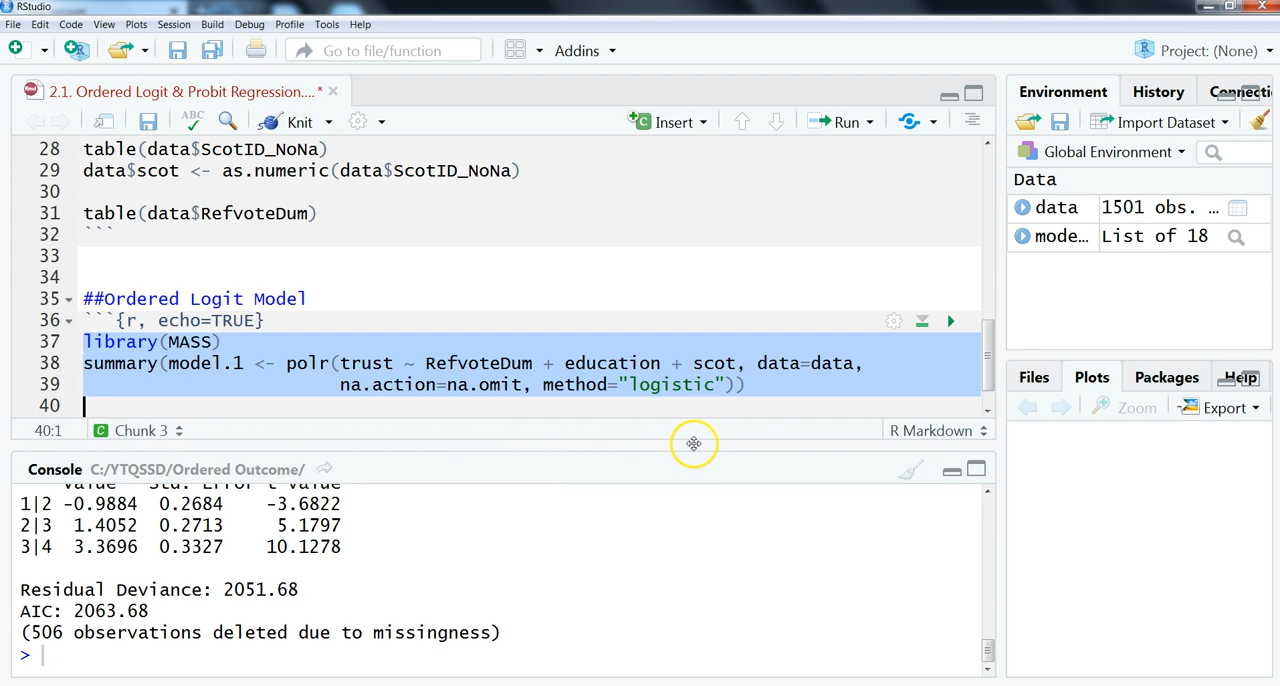 RStudio
File Edit Code View Plots Session Build Debug Profile Tools Help
Go to file/function Addins Project: (None)
2.1. Ordered Logit & Probit Regression....*
ABC Knit Insert Run
28 table(data$ScotID_NoNa)
29 data$scot <- as.numeric(data$ScotID_NoNa)
30
31 table(data$RefvoteDum)
32 ```
33
34
35 ##Ordered Logit Model
36 ```{r, echo=TRUE}
37 library(MASS)
38 summary(model.1 <- polr(trust ~ RefvoteDum + education + scot, data=data,
39 na.action=na.omit, method="logistic"))
40
40:1 Chunk 3 R Markdown
Console C:/YTQSSD/Ordered Outcome/
Value Std. Error t value
1|2 -0.9884 0.2684 -3.6822
2|3 1.4052 0.2713 5.1797
3|4 3.3696 0.3327 10.1278
Residual Deviance: 2051.68
AIC: 2063.68
(506 observations deleted due to missingness)
>
Environment History Connecti
Import Dataset
Global Environment
Data
data 1501 obs. ...
mode... List of 18
Files Plots Packages Help
Zoom Export